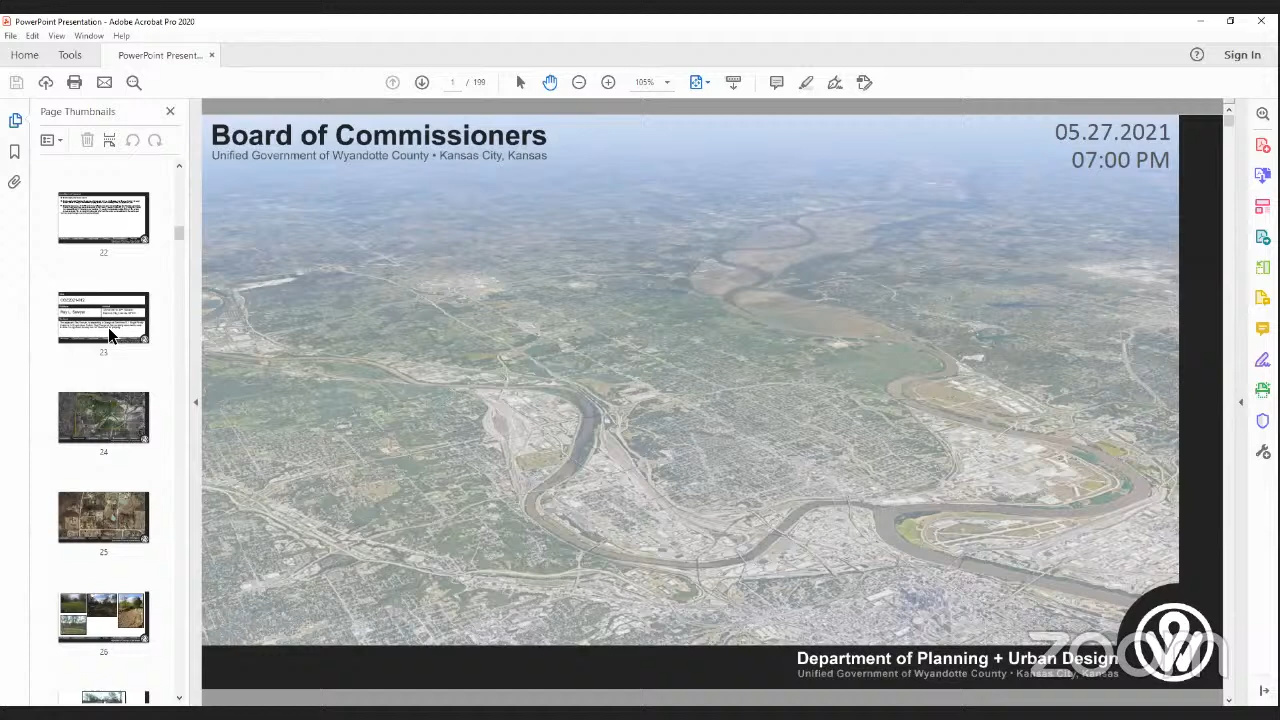 PowerPoint Presentation - Adobe Acrobat Pro 2020
File Edit View Window Help
Home Tools PowerPoint Present... × Sign In
1 / 199 105%
Page Thumbnails
Board of Commissioners
Unified Government of Wyandotte County • Kansas City, Kansas
05.27.2021
07:00 PM
22
23
24
25
26
zoom
Department of Planning + Urban Design
Unified Government of Wyandotte County • Kansas City, Kansas